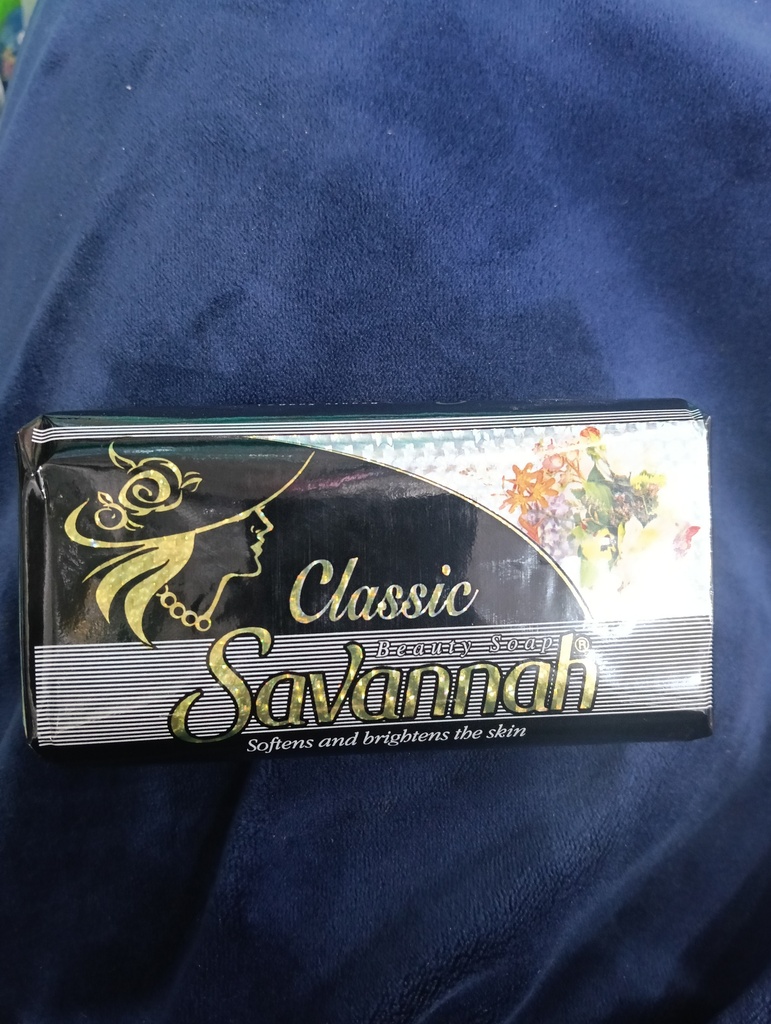 Classic
Beauty Soap
Savannah®
Softens and brightens the skin